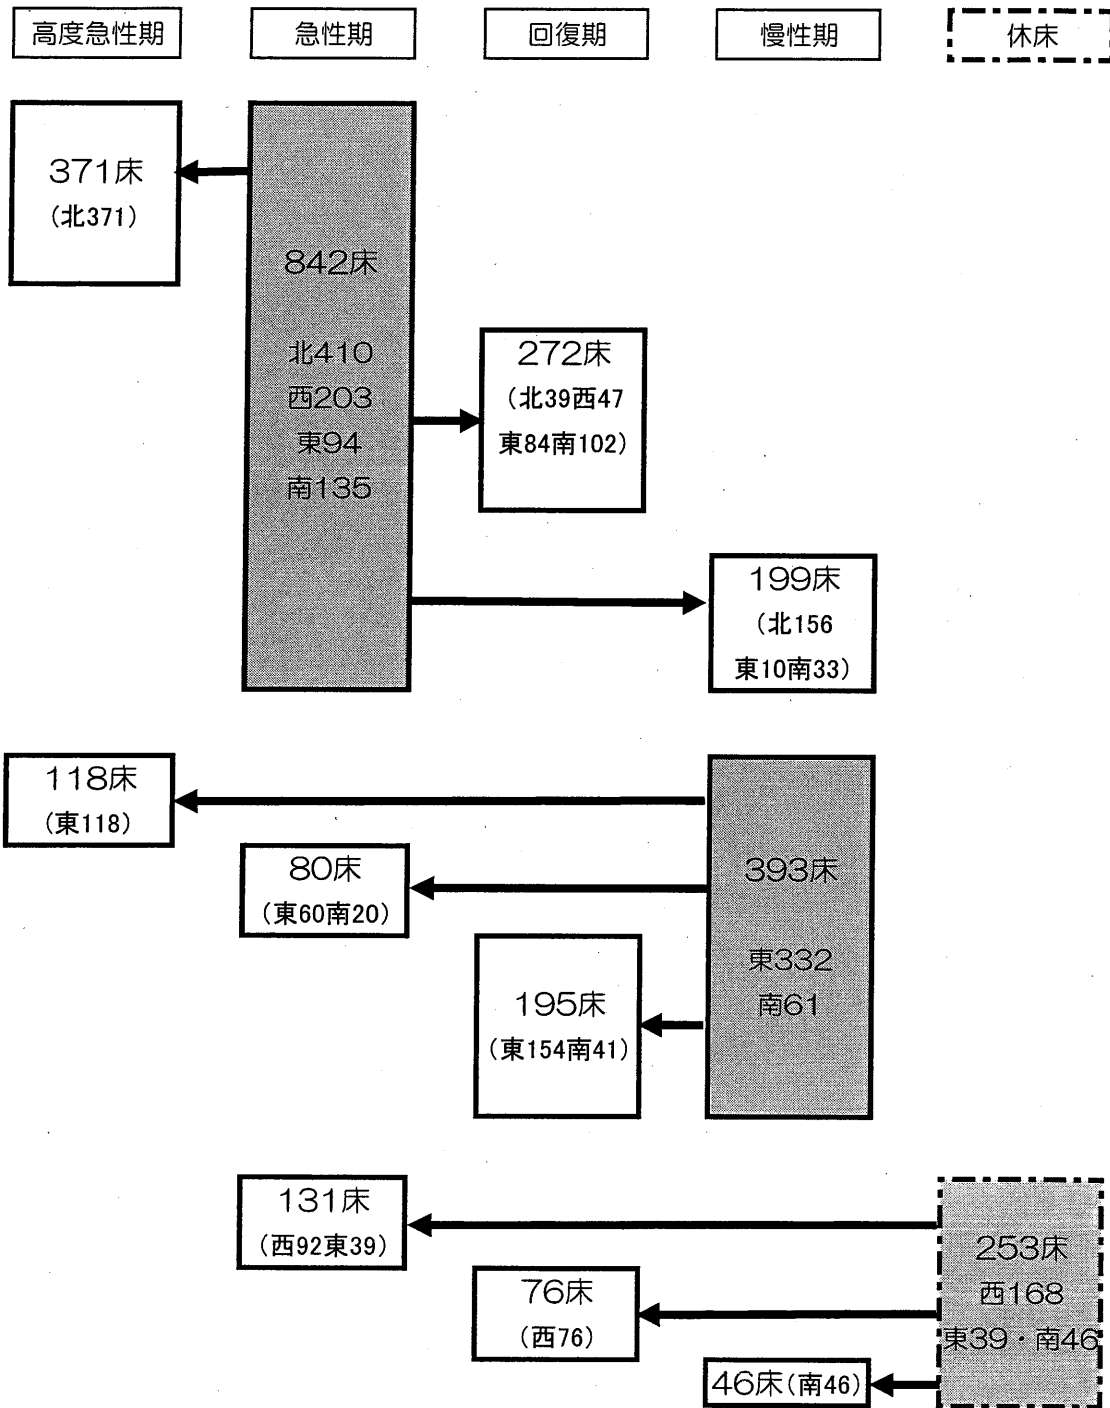 高度急性期
急性期
回復期
慢性期
休床
371床
(北371)
842床
北410
西203
東94
南135
272床
(北39西47
東84南102)
199床
(北156
東10南33)
118床
(東118)
80床
(東60南20)
195床
(東154南41)
393床
東332
南61
131床
(西92東39)
76床
(西76)
46床(南46)
253床
西168
東39・南46